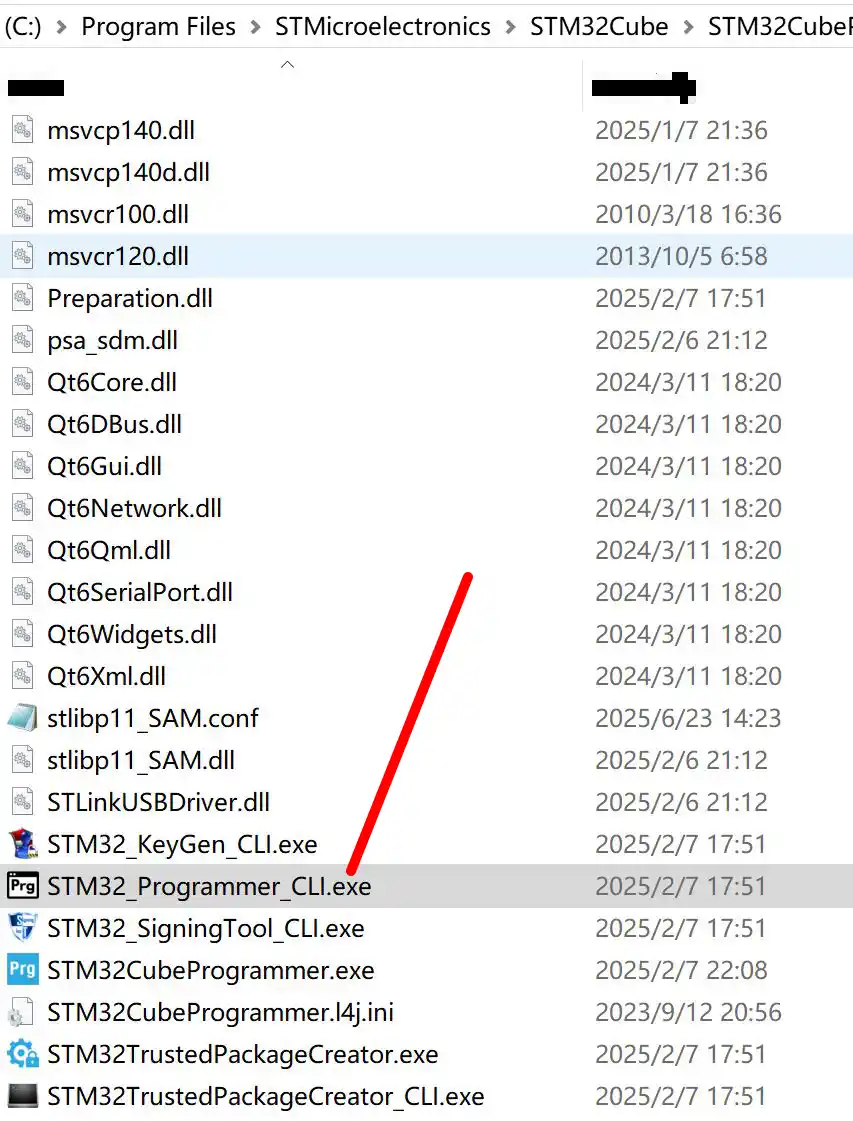 (C:) > Program Files > STMicroelectronics > STM32Cube > STM32CubeP
msvcp140.dll 2025/1/7 21:36
msvcp140d.dll 2025/1/7 21:36
msvcr100.dll 2010/3/18 16:36
msvcr120.dll 2013/10/5 6:58
Preparation.dll 2025/2/7 17:51
psa_sdm.dll 2025/2/6 21:12
Qt6Core.dll 2024/3/11 18:20
Qt6DBus.dll 2024/3/11 18:20
Qt6Gui.dll 2024/3/11 18:20
Qt6Network.dll 2024/3/11 18:20
Qt6Qml.dll 2024/3/11 18:20
Qt6SerialPort.dll 2024/3/11 18:20
Qt6Widgets.dll 2024/3/11 18:20
Qt6Xml.dll 2024/3/11 18:20
stlibp11_SAM.conf 2025/6/23 14:23
stlibp11_SAM.dll 2025/2/6 21:12
STLinkUSBDriver.dll 2025/2/6 21:12
STM32_KeyGen_CLI.exe 2025/2/7 17:51
Prg STM32_Programmer_CLI.exe 2025/2/7 17:51
STM32_SigningTool_CLI.exe 2025/2/7 17:51
Prg STM32CubeProgrammer.exe 2025/2/7 22:08
STM32CubeProgrammer.l4j.ini 2023/9/12 20:56
STM32TrustedPackageCreator.exe 2025/2/7 17:51
STM32TrustedPackageCreator_CLI.exe 2025/2/7 17:51